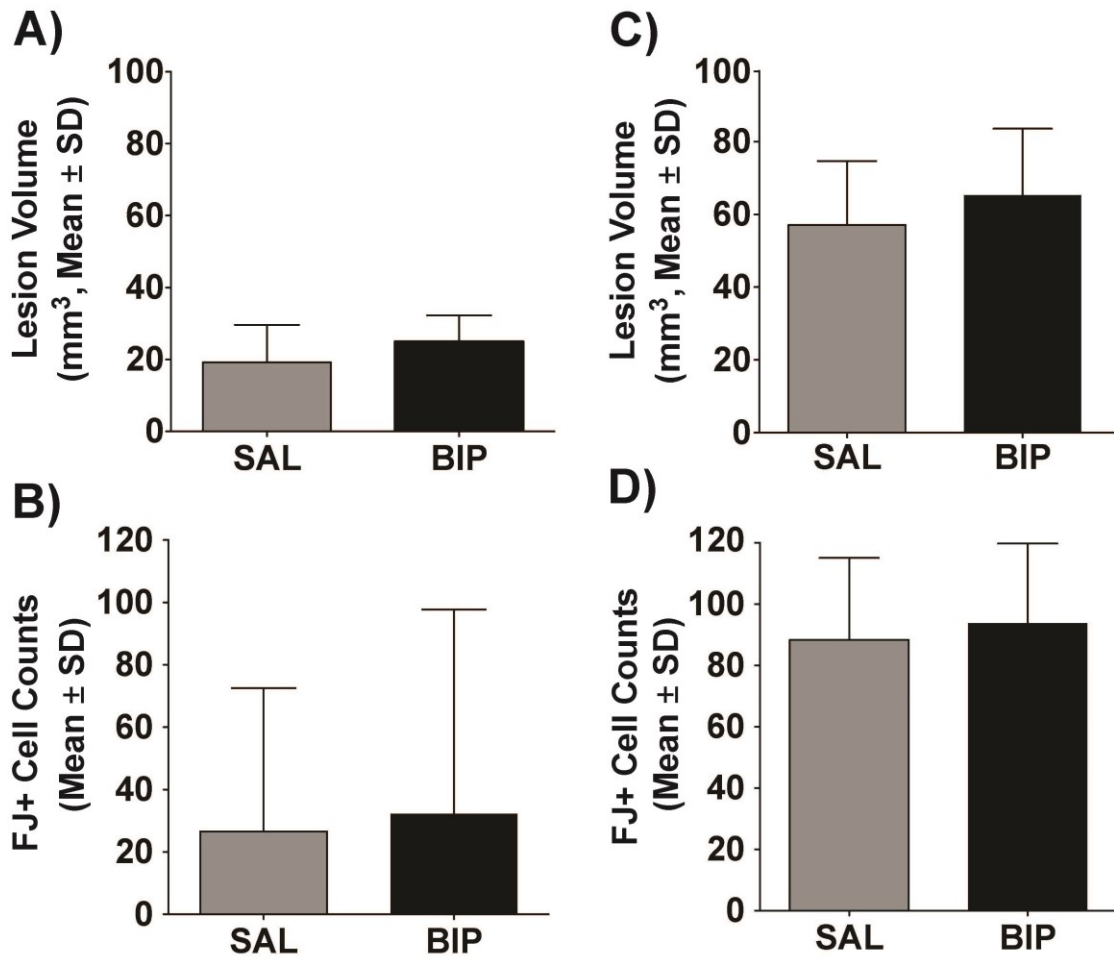 A)
Lesion Volume
(mm³, Mean ± SD)
100
80
60
40
20
0
SAL BIP
C)
Lesion Volume
(mm³, Mean ± SD)
100
80
60
40
20
0
SAL BIP
B)
FJ+ Cell Counts
(Mean ± SD)
120
100
80
60
40
20
0
SAL BIP
D)
FJ+ Cell Counts
(Mean ± SD)
120
100
80
60
40
20
0
SAL BIP